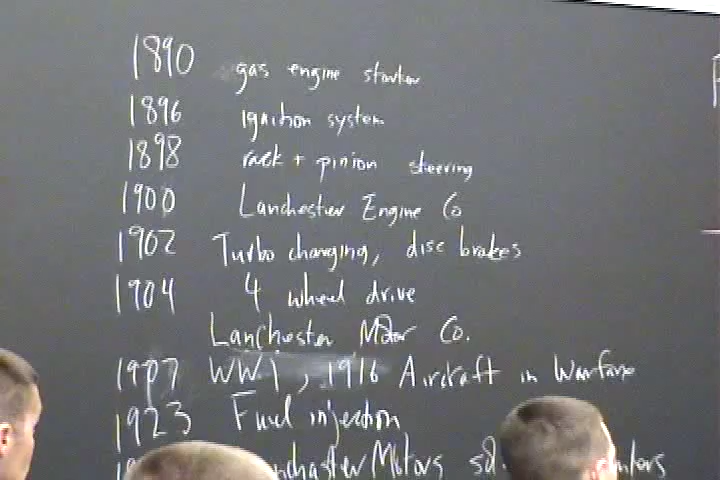 1890 gas engine starter
1896 ignition system
1898 rack + pinion steering
1900 Lanchester Engine Co
1902 Turbo charging, disc brakes
1904 4 wheel drive
Lanchester Motor Co.
1907 WW1, 1916 Aircraft in Warfare
1923 Fuel injection
Motors